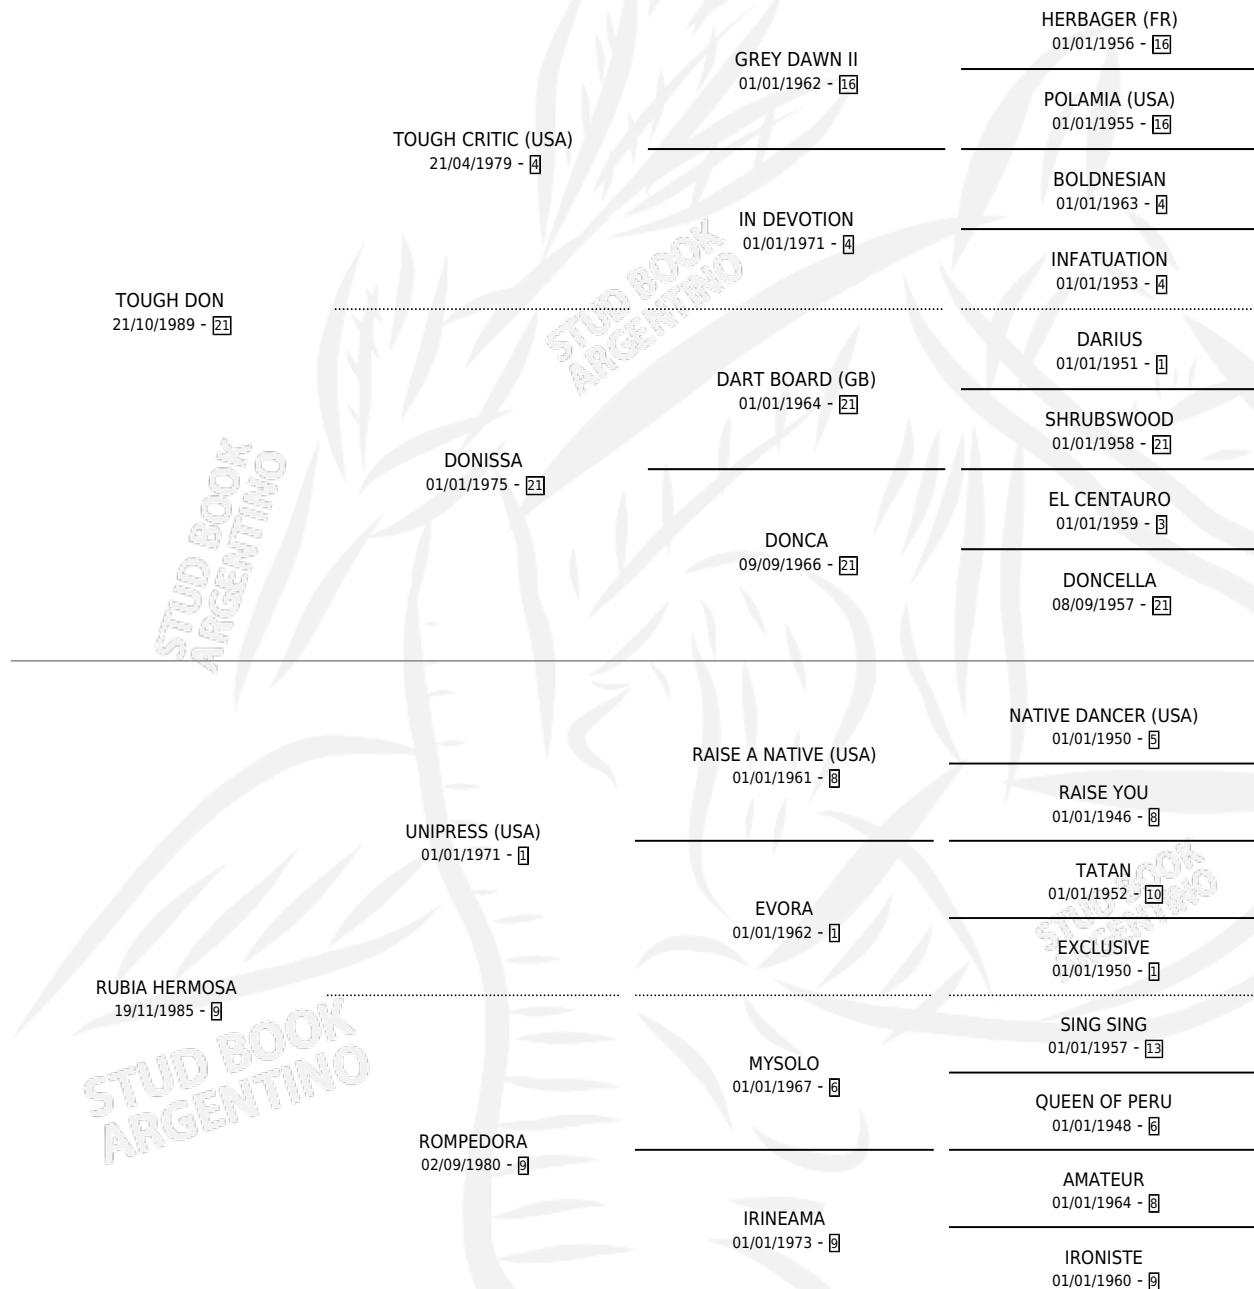 HERBAGER (FR)
01/01/1956 - 16
GREY DAWN II
01/01/1962 - 16
POLAMIA (USA)
01/01/1955 - 16
TOUGH CRITIC (USA)
21/04/1979 - 4
BOLDNESIAN
01/01/1963 - 4
IN DEVOTION
01/01/1971 - 4
INFATUATION
01/01/1953 - 4
TOUGH DON
21/10/1989 - 21
DARIUS
01/01/1951 - 1
DART BOARD (GB)
01/01/1964 - 21
SHRUBSWOOD
01/01/1958 - 21
DONISSA
01/01/1975 - 21
EL CENTAURO
01/01/1959 - 3
DONCA
09/09/1966 - 21
DONCELLA
08/09/1957 - 21
STUD BOOK
ARGENTINO
STUD BOOK
ARGENTINO
NATIVE DANCER (USA)
01/01/1950 - 5
RAISE A NATIVE (USA)
01/01/1961 - 8
RAISE YOU
01/01/1946 - 8
UNIPRESS (USA)
01/01/1971 - 1
TATAN
01/01/1952 - 10
EVORA
01/01/1962 - 1
EXCLUSIVE
01/01/1950 - 1
RUBIA HERMOSA
19/11/1985 - 9
SING SING
01/01/1957 - 13
MYSOLO
01/01/1967 - 6
QUEEN OF PERU
01/01/1948 - 6
ROMPEDORA
02/09/1980 - 9
AMATEUR
01/01/1964 - 8
IRINEAMA
01/01/1973 - 9
IRONISTE
01/01/1960 - 9
STUD BOOK
ARGENTINO
STUD BOOK
ARGENTINO